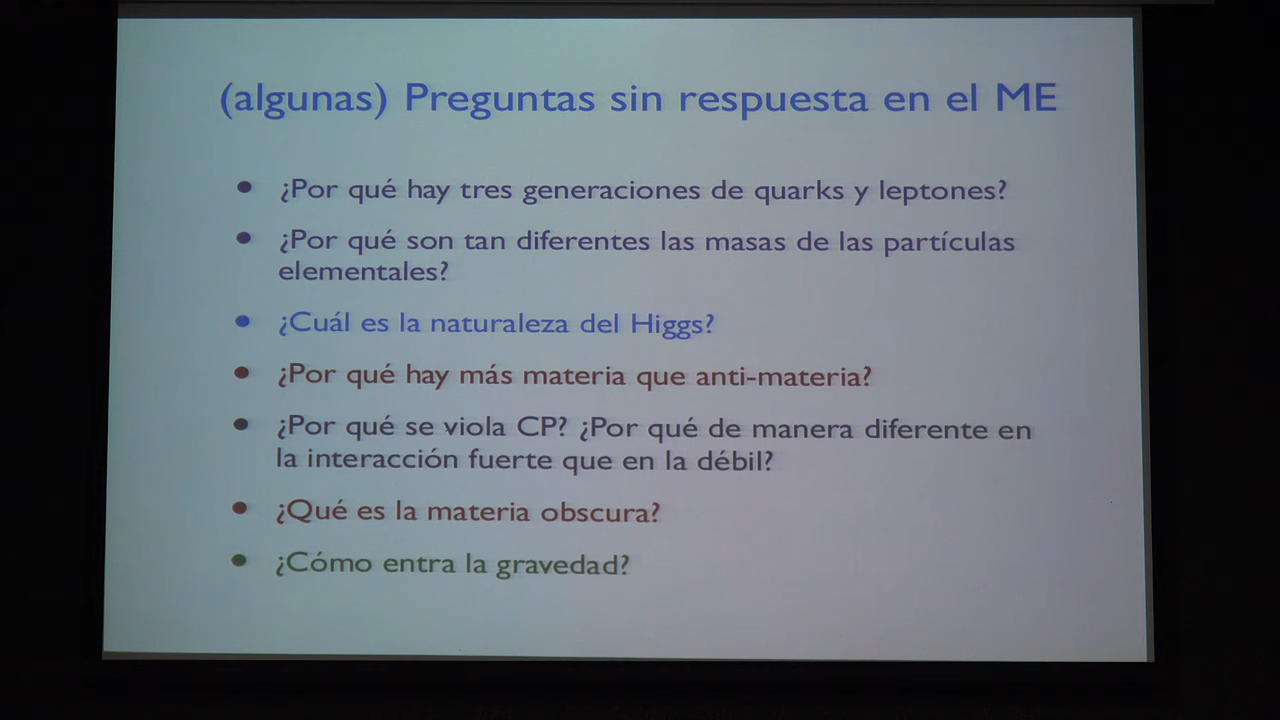 (algunas) Preguntas sin respuesta en el ME
• ¿Por qué hay tres generaciones de quarks y leptones?
• ¿Por qué son tan diferentes las masas de las partículas
elementales?
• ¿Cuál es la naturaleza del Higgs?
• ¿Por qué hay más materia que anti-materia?
• ¿Por qué se viola CP? ¿Por qué de manera diferente en
la interacción fuerte que en la débil?
• ¿Qué es la materia obscura?
• ¿Cómo entra la gravedad?